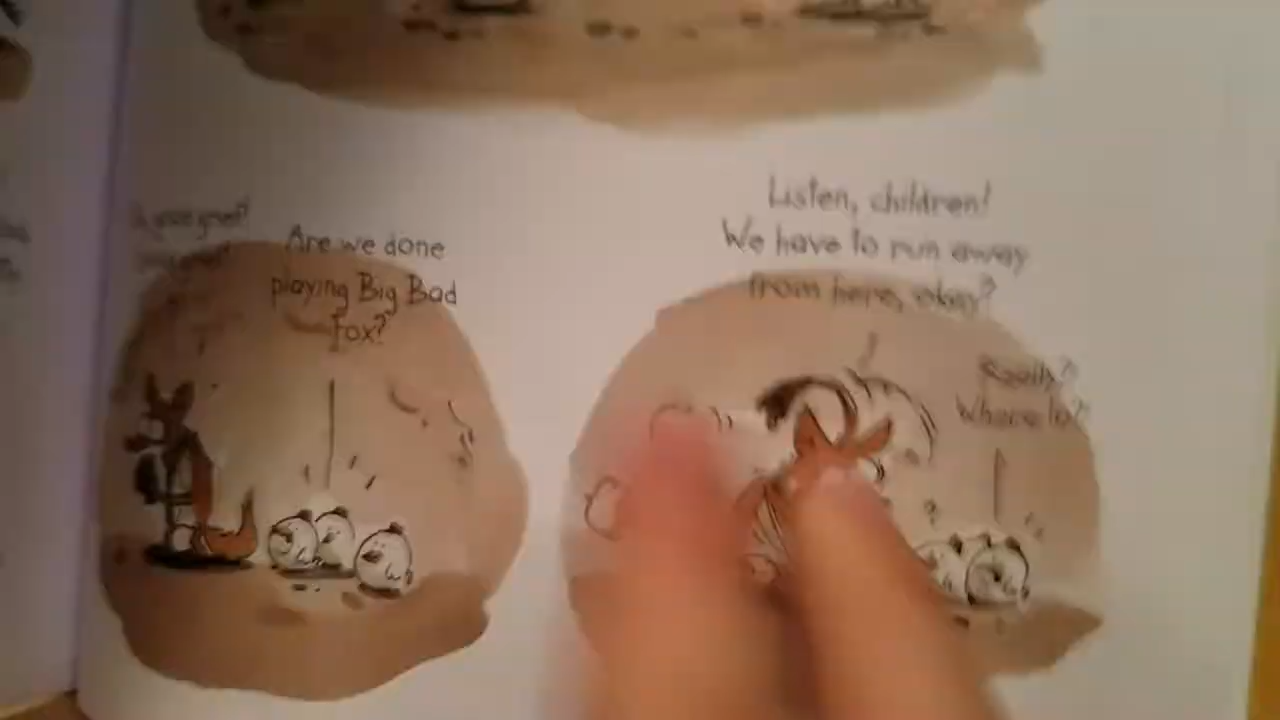 Are we done
playing Big Bad
Fox?
Listen, children!
We have to run away
from here, okay?
Really?
Where to?